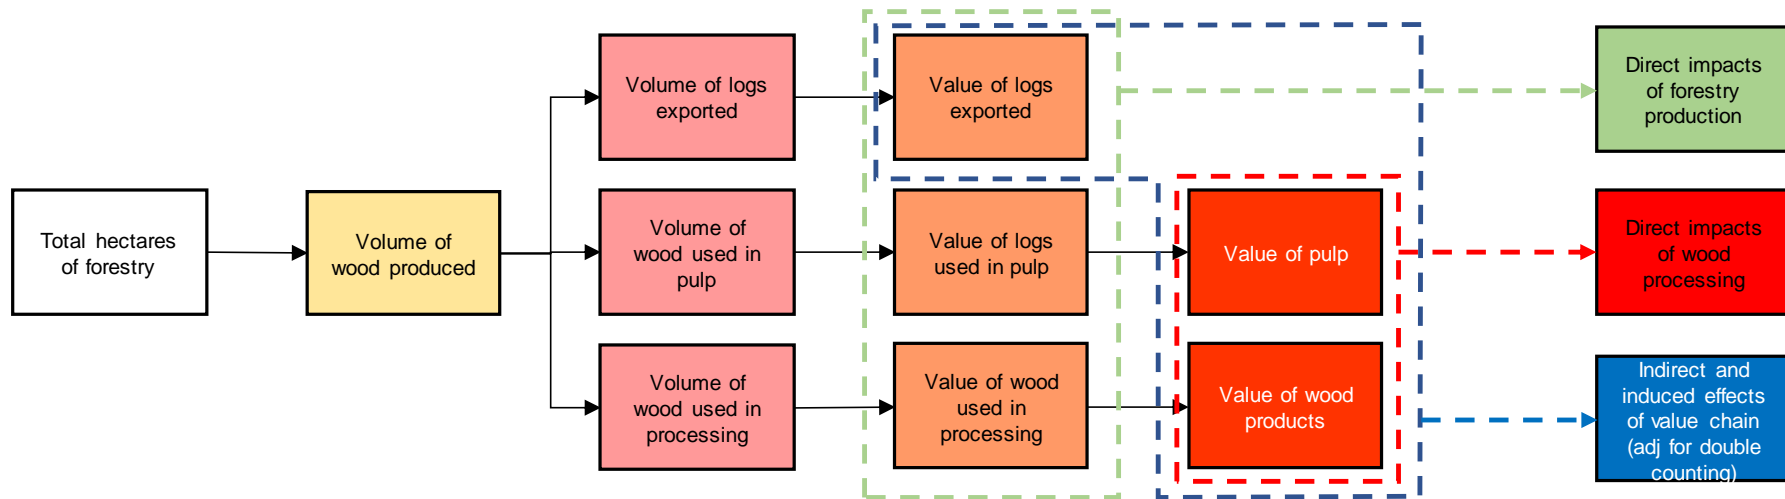 Total hectares
of forestry
Volume of
wood produced
Volume of logs
exported
Volume of
wood used in
pulp
Volume of
wood used in
processing
Value of logs
exported
Value of logs
used in pulp
Value of wood
used in
processing
Value of pulp
Value of wood
products
Direct impacts
of forestry
production
Direct impacts
of wood
processing
Indirect and
induced effects
of value chain
(adj for double
counting)